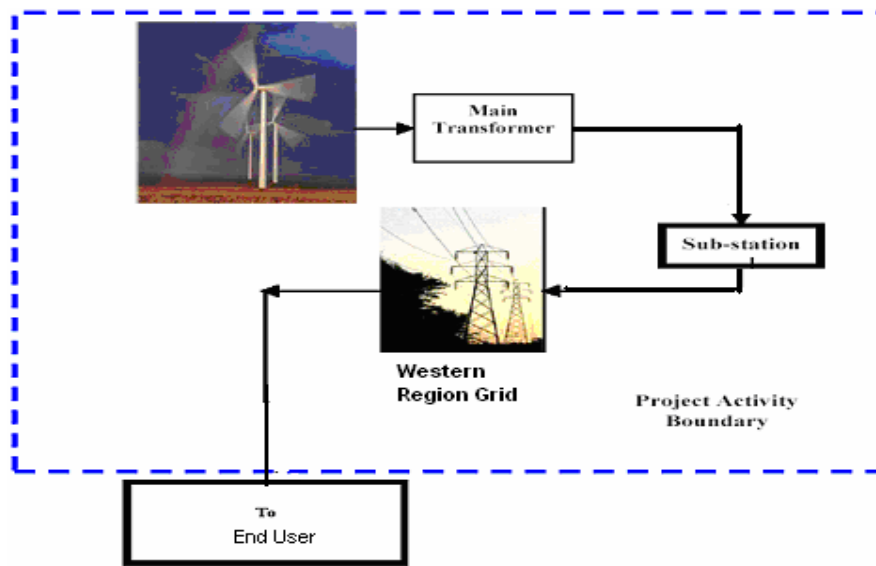 Main
Transformer
Sub-station
Western
Region Grid
Project Activity
Boundary
To
End User